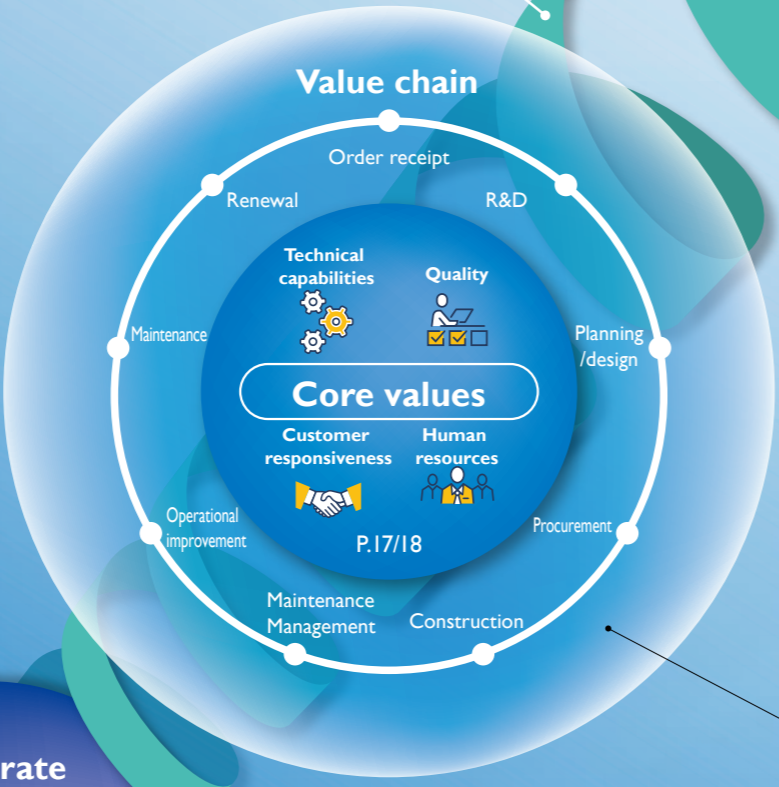 Value chain
Order receipt
Renewal
R&D
Technical
capabilities
Quality
Maintenance
Planning
/design
Core values
Customer
responsiveness
Human
resources
Operational
improvement
Procurement
P.17/18
Maintenance
Management
Construction
rate